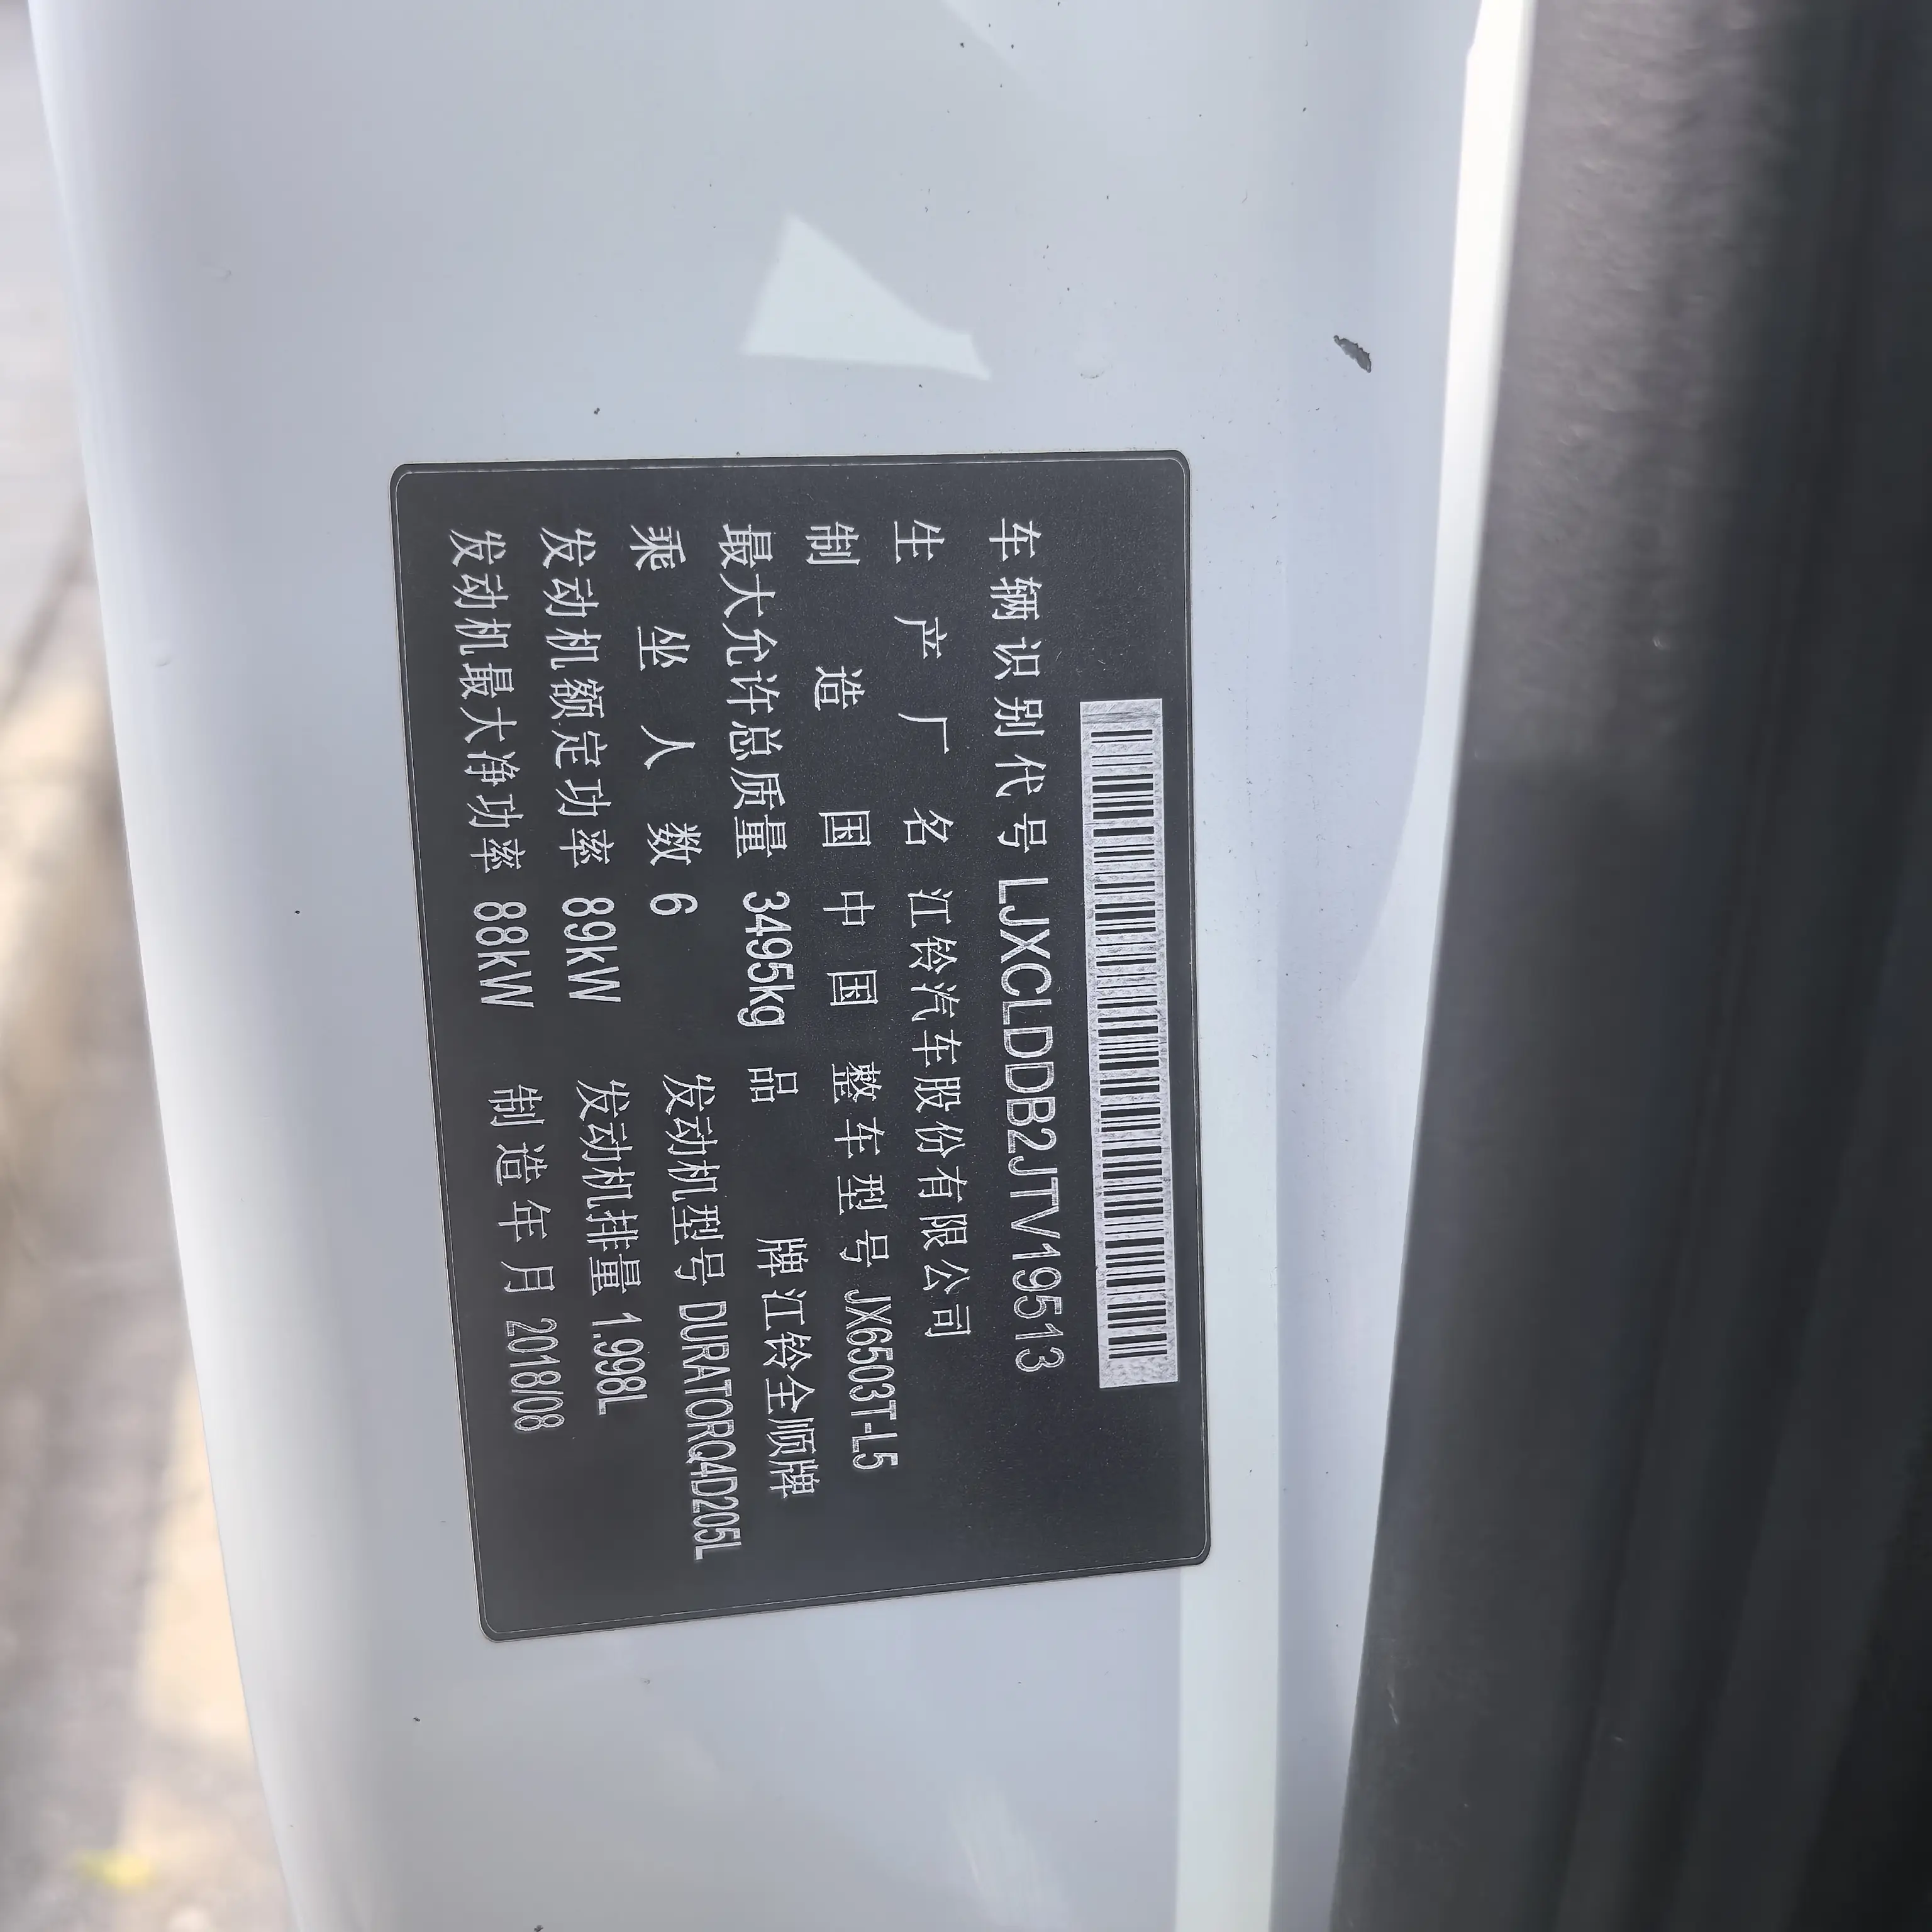 车辆识别代号 LJXCLDDB2JTV19513
生产厂名 江铃汽车股份有限公司
制造国 中国 整车型号 JX6503T-L5
最大允许总质量 3495kg 品牌 江铃全顺牌
乘坐人数 6 发动机型号 DURATORQ4D205L
发动机额定功率 89kW 发动机排量 1.998L
发动机最大净功率 88kW 制造年月 2018/08